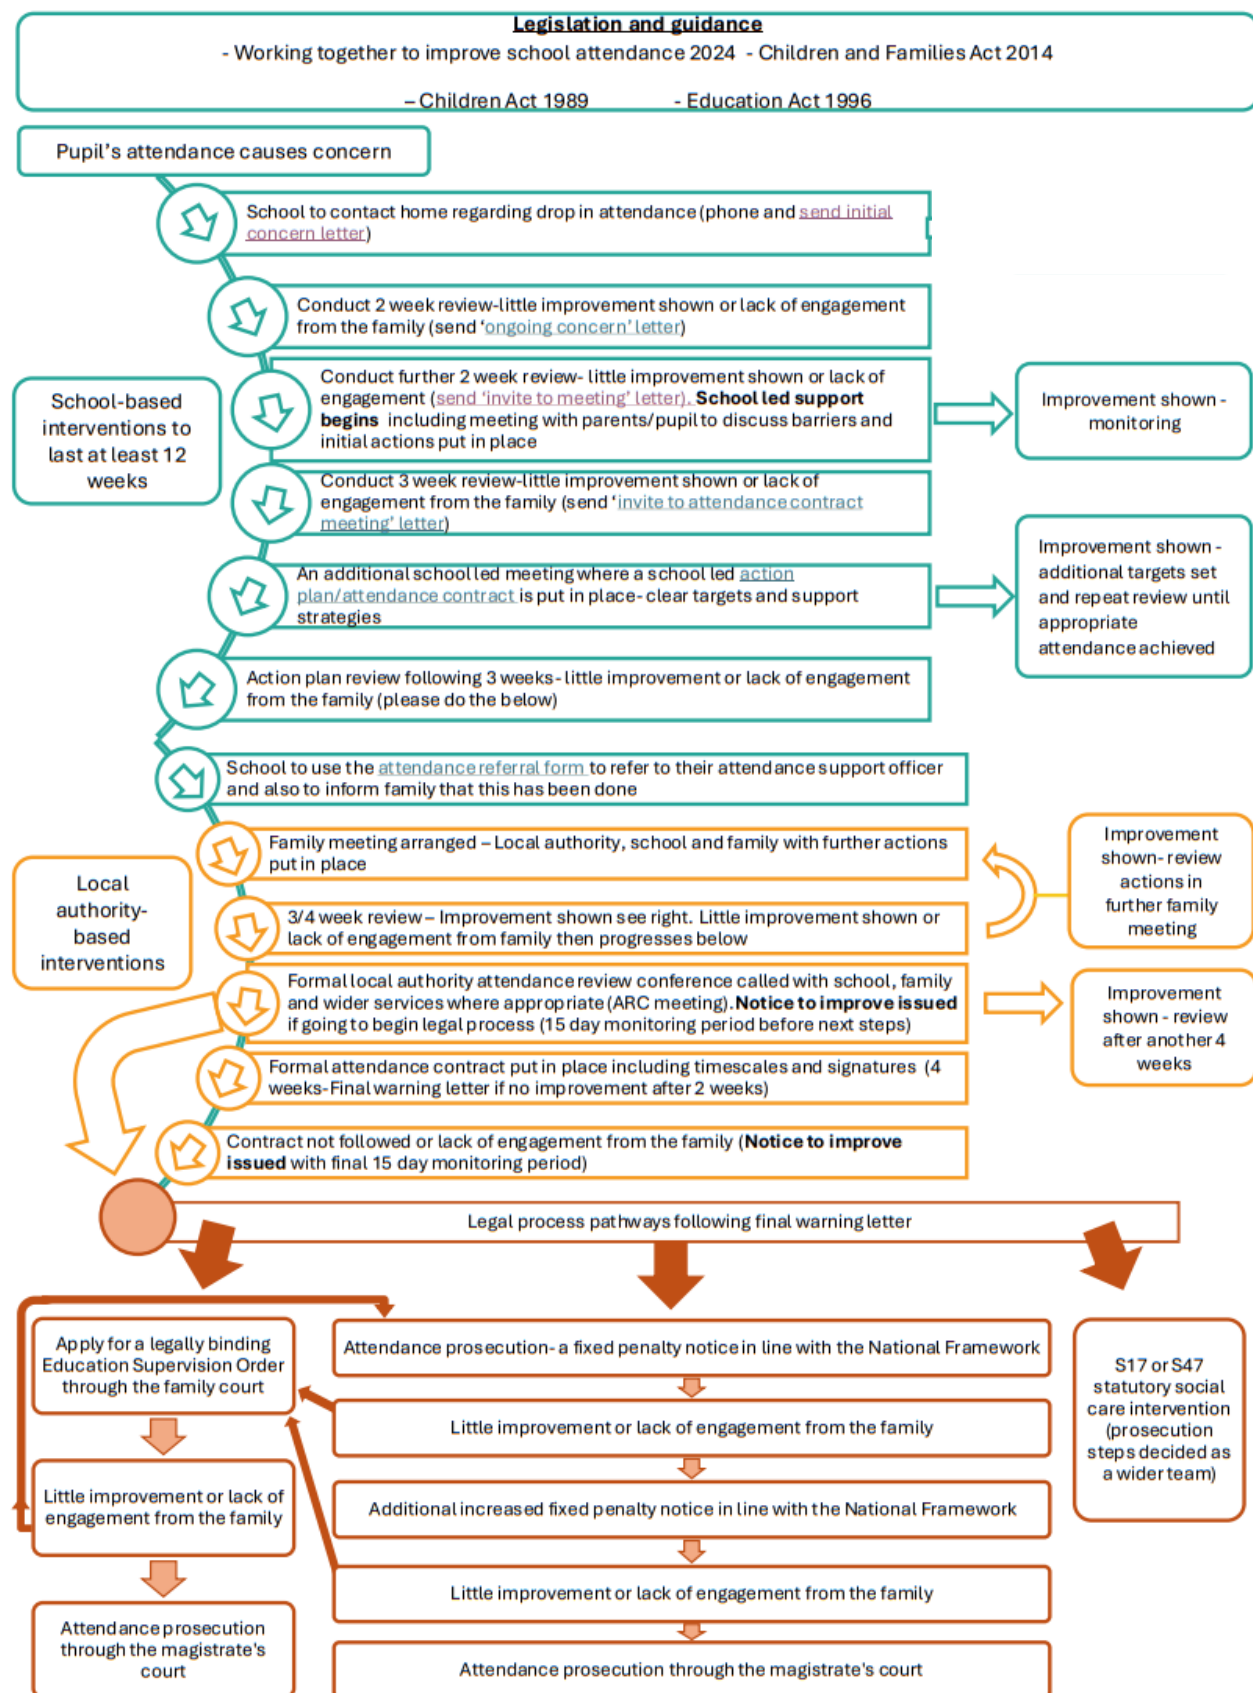 Legislation and guidance
- Working together to improve school attendance 2024 - Children and Families Act 2014
– Children Act 1989 - Education Act 1996
Pupil's attendance causes concern
School to contact home regarding drop in attendance (phone and send initial
concern letter)
Conduct 2 week review-little improvement shown or lack of engagement
from the family (send ‘ongoing concern’ letter)
School-based
interventions to
last at least 12
weeks
Conduct further 2 week review- little improvement shown or lack of
engagement (send ‘invite to meeting’ letter). School led support
begins including meeting with parents/pupil to discuss barriers and
initial actions put in place
Improvement shown -
monitoring
Conduct 3 week review-little improvement shown or lack of
engagement from the family (send ‘invite to attendance contract
meeting’ letter)
An additional school led meeting where a school led action
plan/attendance contract is put in place- clear targets and support
strategies
Improvement shown -
additional targets set
and repeat review until
appropriate
attendance achieved
Action plan review following 3 weeks- little improvement or lack of engagement
from the family (please do the below)
School to use the attendance referral form to refer to their attendance support officer
and also to inform family that this has been done
Local
authority-
based
interventions
Family meeting arranged – Local authority, school and family with further actions
put in place
Improvement
shown- review
actions in
further family
meeting
3/4 week review – Improvement shown see right. Little improvement shown or
lack of engagement from family then progresses below
Formal local authority attendance review conference called with school, family
and wider services where appropriate (ARC meeting). Notice to improve issued
if going to begin legal process (15 day monitoring period before next steps)
Improvement
shown - review
after another 4
weeks
Formal attendance contract put in place including timescales and signatures (4
weeks-Final warning letter if no improvement after 2 weeks)
Contract not followed or lack of engagement from the family (Notice to improve
issued with final 15 day monitoring period)
Legal process pathways following final warning letter
Apply for a legally binding
Education Supervision Order
through the family court
Little improvement or lack of
engagement from the family
Attendance prosecution
through the magistrate's
court
Attendance prosecution- a fixed penalty notice in line with the National Framework
Little improvement or lack of engagement from the family
Additional increased fixed penalty notice in line with the National Framework
Little improvement or lack of engagement from the family
Attendance prosecution through the magistrate's court
S17 or S47
statutory social
care intervention
(prosecution
steps decided as
a wider team)